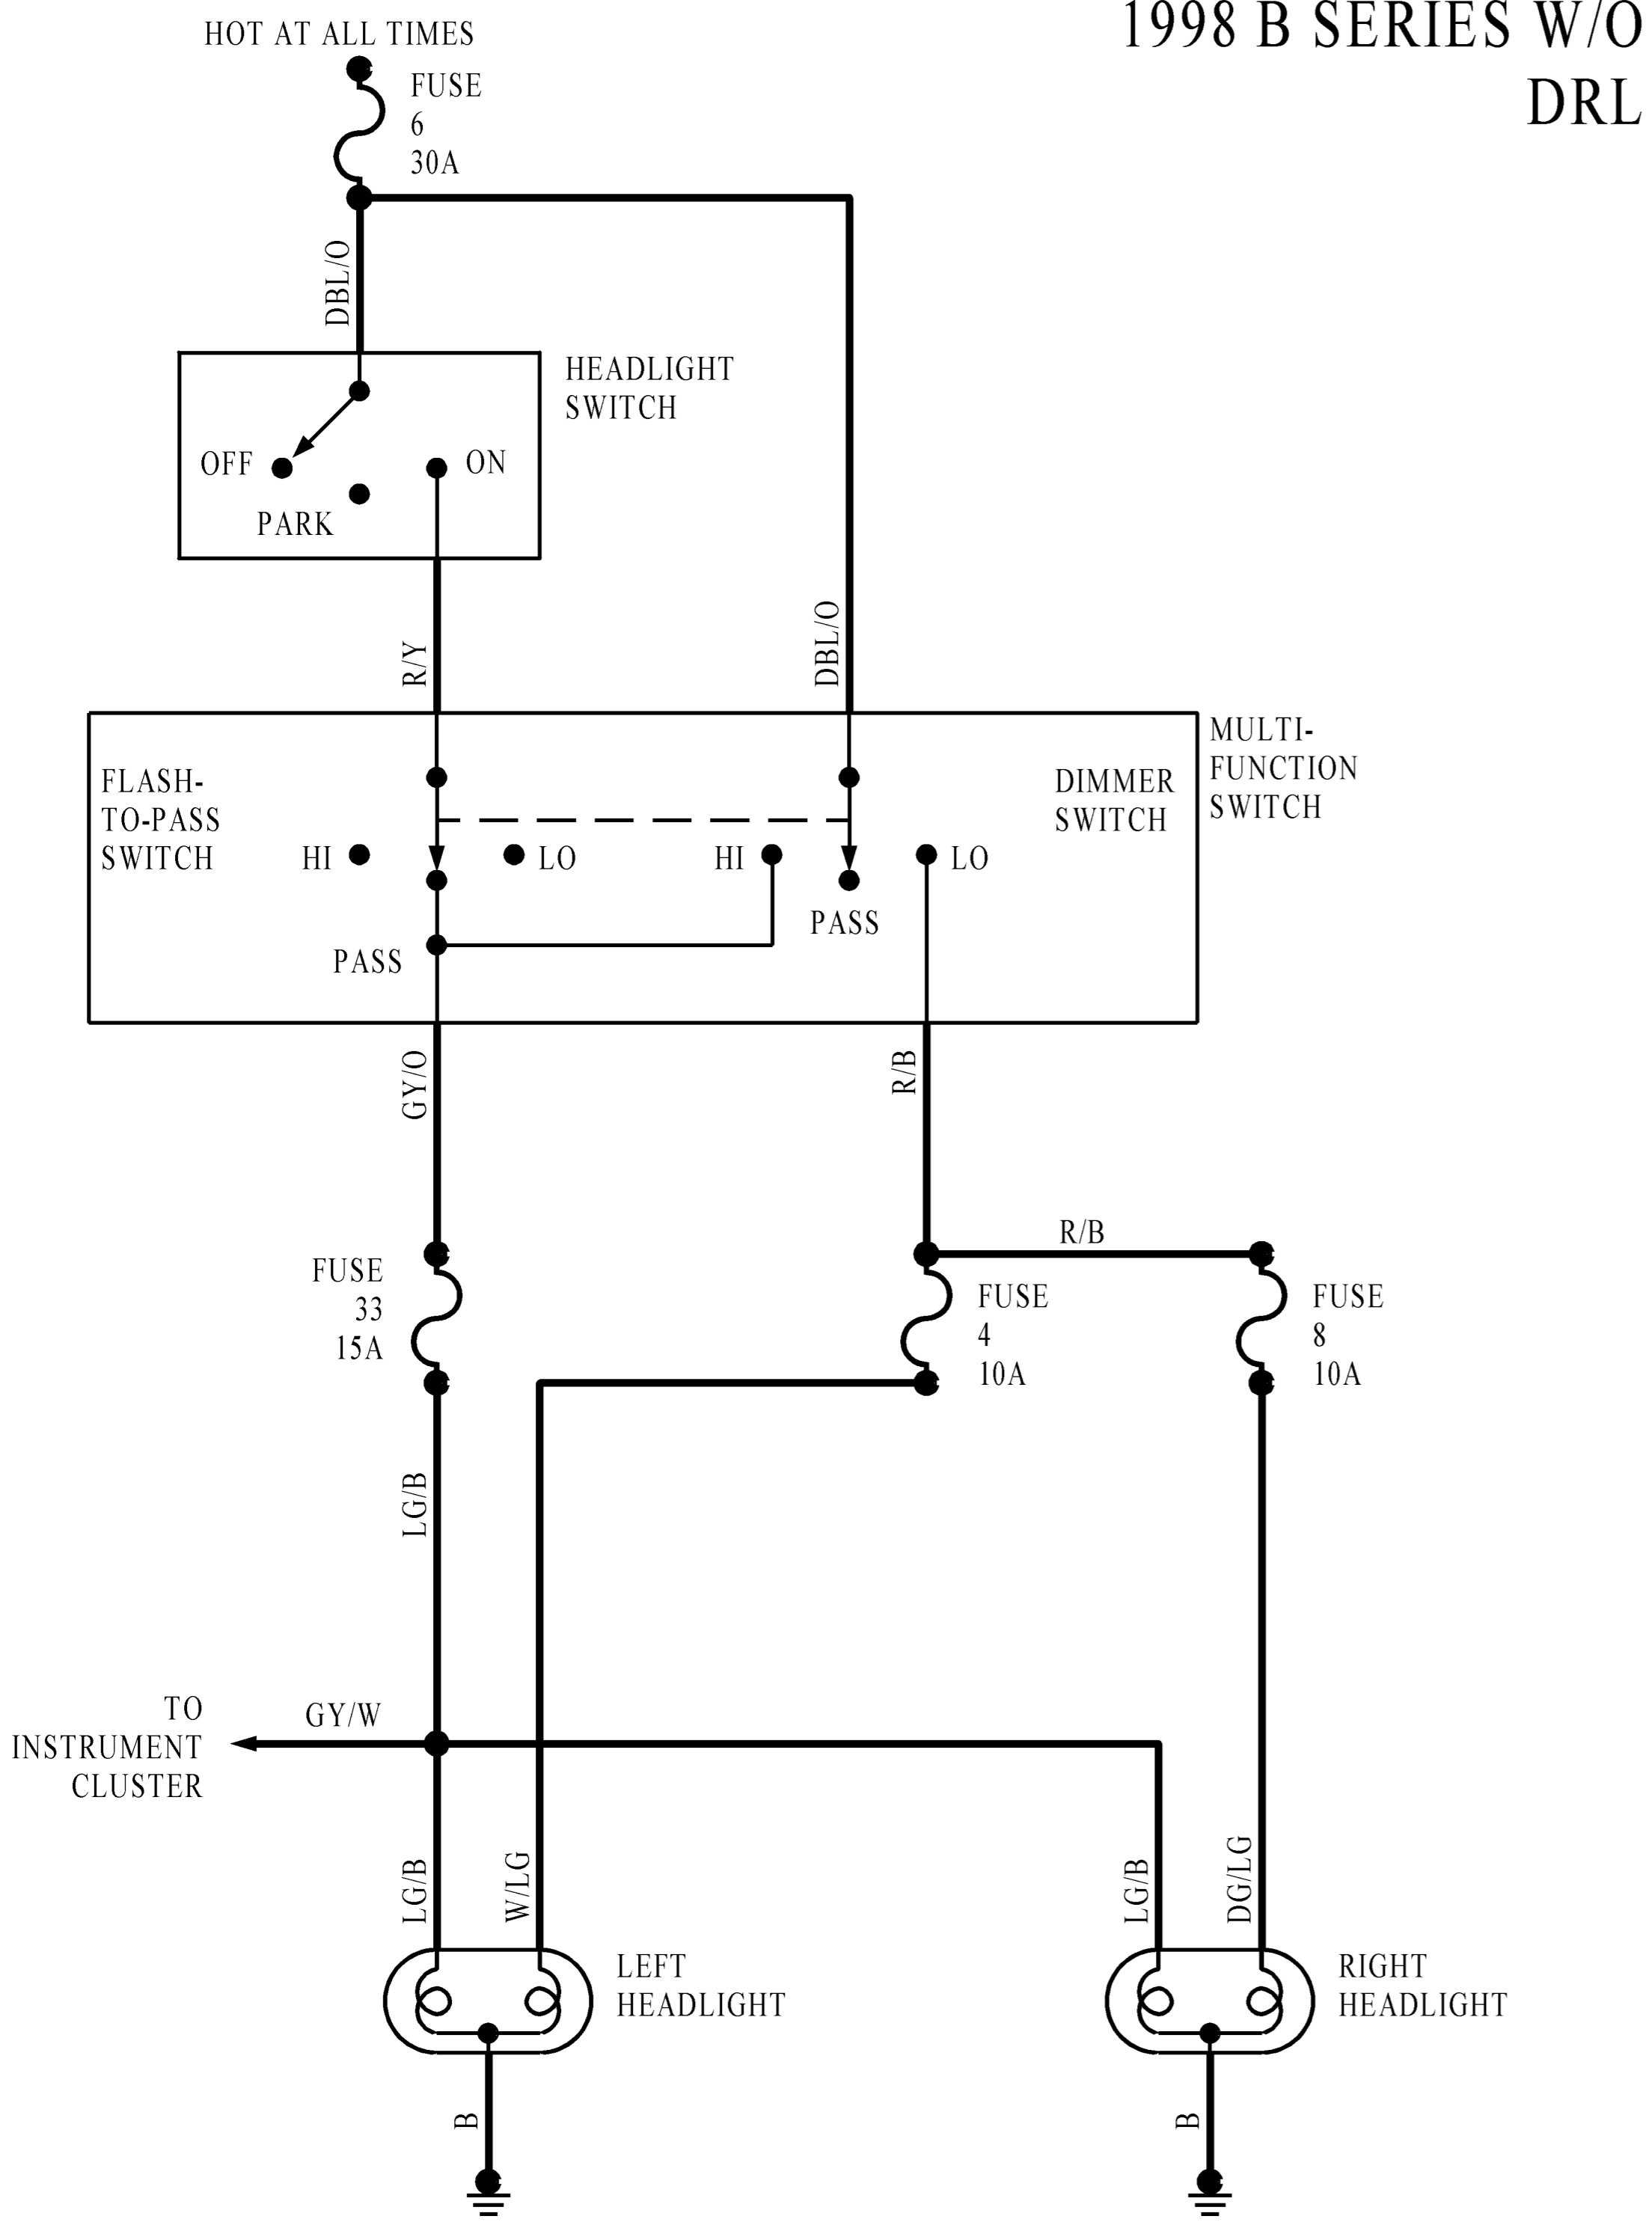 1998 B SERIES W/O
DRL
HOT AT ALL TIMES
FUSE
6
30A
DBL/O
HEADLIGHT
SWITCH
OFF
ON
PARK
R/Y
DBL/O
MULTI-
FUNCTION
SWITCH
FLASH-
TO-PASS
SWITCH
DIMMER
SWITCH
HI
LO
HI
LO
PASS
PASS
GY/O
R/B
R/B
FUSE
33
15A
FUSE
4
10A
FUSE
8
10A
LG/B
TO
INSTRUMENT
CLUSTER
GY/W
LG/B
W/LG
LG/B
DG/LG
LEFT
HEADLIGHT
RIGHT
HEADLIGHT
B
B